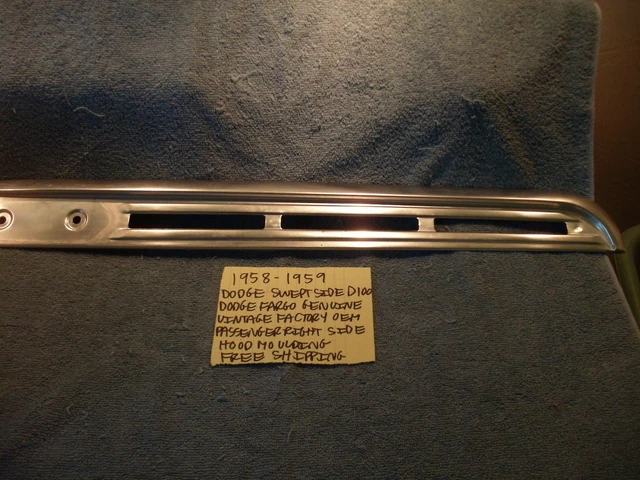 1958-1959
DODGE SWEPTSIDE D100
DODGE FARGO GENUINE
VINTAGE FACTORY OEM
PASSENGER RIGHT SIDE
HOOD MOULDING
FREE SHIPPING